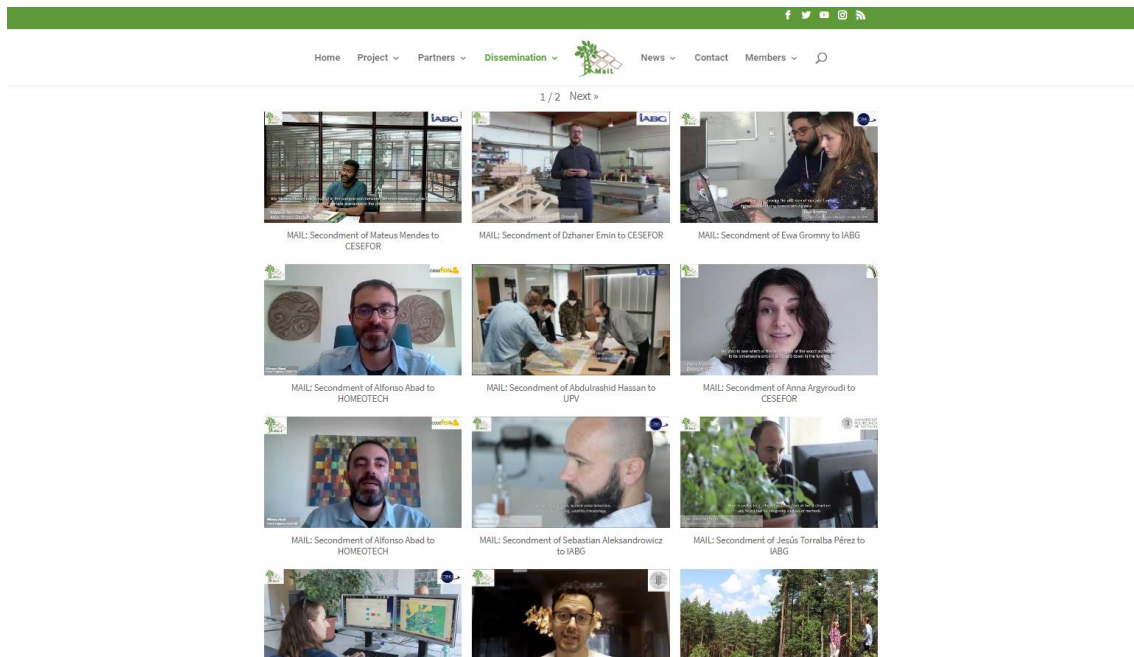 Home Project Partners Dissemination MAIL News Contact Members
1 / 2 Next »
IABG
IABG
MAIL: Secondment of Mateus Mendes to
CESEFOR
MAIL: Secondment of Dzhaner Emin to CESEFOR
MAIL: Secondment of Ewa Gromny to IABG
cesefor
IABG
MAIL: Secondment of Alfonso Abad to
HOMEOTECH
MAIL: Secondment of Abdulrashid Hassan to
UPV
MAIL: Secondment of Anna Argyroudi to
CESEFOR
cesefor
MAIL: Secondment of Alfonso Abad to
HOMEOTECH
MAIL: Secondment of Sebastian Aleksandrowicz
to IABG
MAIL: Secondment of Jesús Torralba Pérez to
IABG